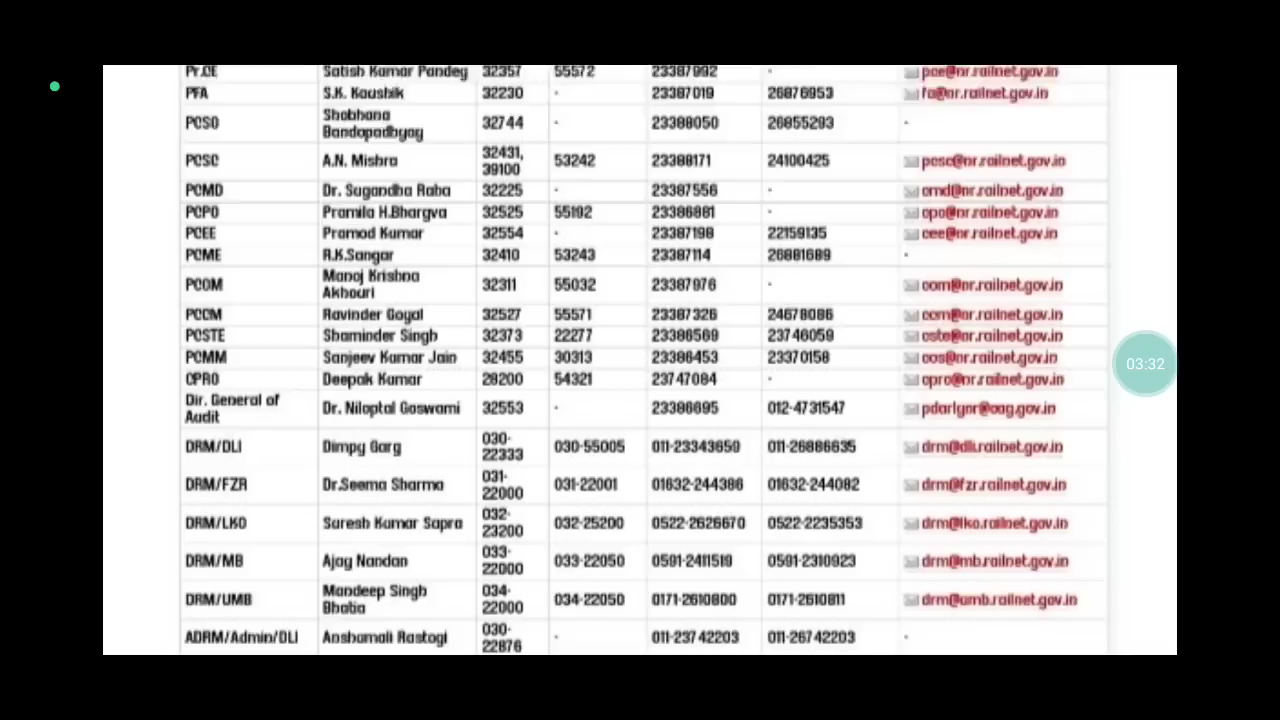 Pr.CE Satish Kumar Pandey 32357 55572 23387992 - pce@nr.railnet.gov.in
PFA S.K. Kaushik 32230 - 23387019 26876953 fa@nr.railnet.gov.in
PCSO Shobhana Bandopadhyay 32744 - 23388050 26855293 -
PCSC A.N. Mishra 32431, 39100 53242 23388171 24100425 pcsc@nr.railnet.gov.in
PCMD Dr. Sugandha Raha 32225 - 23387556 - cmd@nr.railnet.gov.in
PCPO Pramila H.Bhargva 32525 55192 23386881 - cpo@nr.railnet.gov.in
PCEE Pramod Kumar 32554 - 23387198 22159135 cee@nr.railnet.gov.in
PCME R.K.Sangar 32410 53243 23387114 26881689 -
PCOM Manoj Krishna Akhouri 32311 55032 23387976 - com@nr.railnet.gov.in
PCCM Ravinder Goyal 32527 55571 23387326 24678086 ccm@nr.railnet.gov.in
PCSTE Shaminder Singh 32373 22277 23386569 23746059 cste@nr.railnet.gov.in
PCMM Sanjeev Kumar Jain 32455 30313 23386453 23370158 cos@nr.railnet.gov.in
CPRO Deepak Kumar 28200 54321 23747084 - cpro@nr.railnet.gov.in
Dir. General of Audit Dr. Nilotpal Goswami 32553 - 23386695 012-4731547 pdarlynr@cag.gov.in
DRM/DLI Dimpy Garg 030-22333 030-55005 011-23343659 011-26886635 drm@dli.railnet.gov.in
DRM/FZR Dr.Seema Sharma 031-22000 031-22001 01632-244386 01632-244082 drm@fzr.railnet.gov.in
DRM/LKO Suresh Kumar Sapra 032-23200 032-25200 0522-2626670 0522-2235353 drm@lko.railnet.gov.in
DRM/MB Ajay Nandan 033-22000 033-22050 0591-2411519 0591-2310923 drm@mb.railnet.gov.in
DRM/UMB Mandeep Singh Bhatia 034-22000 034-22050 0171-2610800 0171-2610811 drm@umb.railnet.gov.in
ADRM/Admin/DLI Anshumali Rastogi 030-22876 - 011-23742203 011-26742203 -
03:32